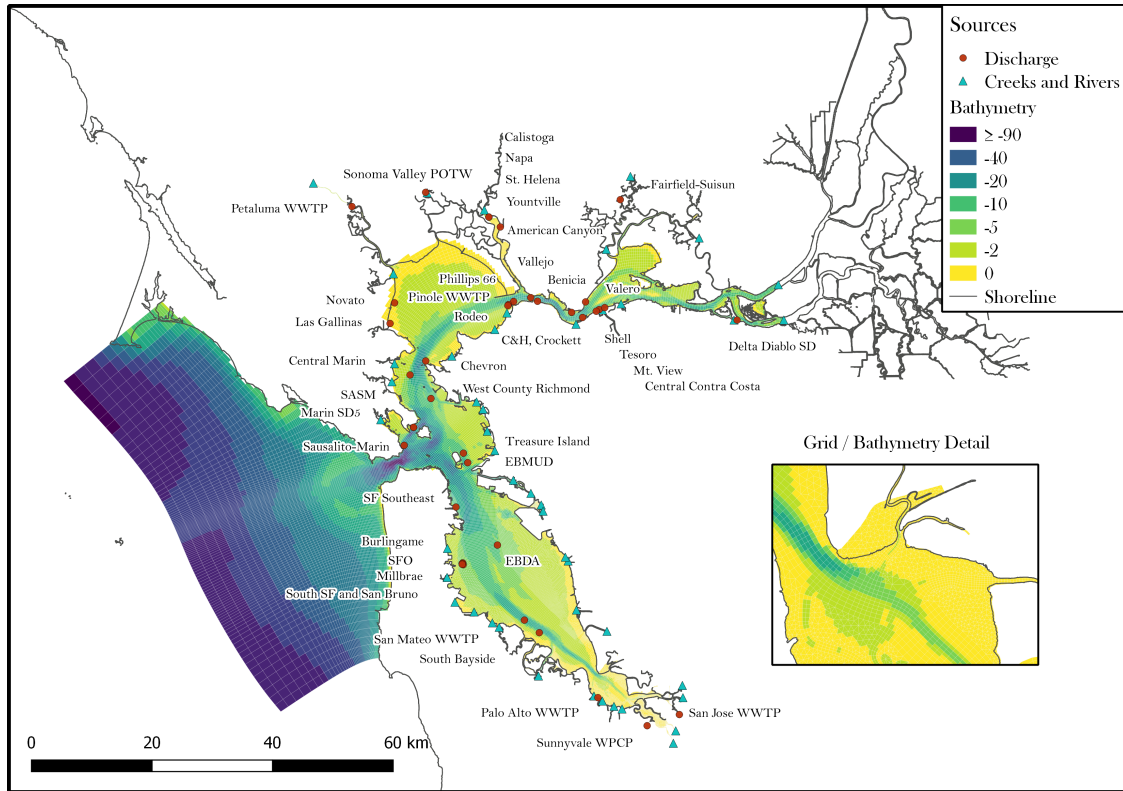 Sources
Discharge
Creeks and Rivers
Bathymetry
≥ -90
-40
-20
-10
-5
-2
0
Shoreline
Calistoga
Napa
St. Helena
Yountville
American Canyon
Sonoma Valley POTW
Petaluma WWTP
Fairfield-Suisun
Vallejo
Phillips 66
Benicia
Pinole WWTP
Valero
Novato
Rodeo
Las Gallinas
C&H, Crockett
Shell
Delta Diablo SD
Tesoro
Central Marin
Chevron
Mt. View
Central Contra Costa
SASM
West County Richmond
Marin SD5
Sausalito-Marin
Treasure Island
EBMUD
SF Southeast
Burlingame
SFO
EBDA
Millbrae
South SF and San Bruno
San Mateo WWTP
South Bayside
Palo Alto WWTP
San Jose WWTP
Sunnyvale WPCP
Grid / Bathymetry Detail
0 20 40 60 km